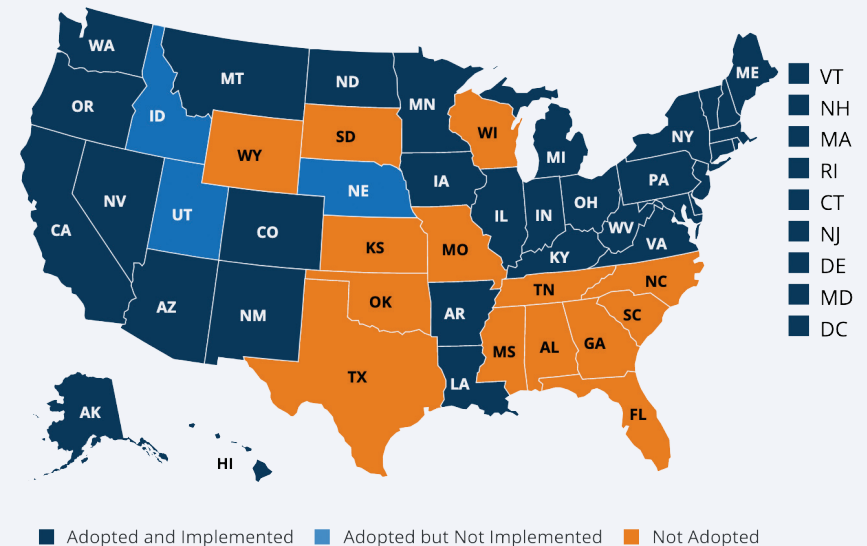 WA
MT
ND
MN
ME
VT
OR
ID
WY
SD
WI
MI
NY
NH
MA
NV
UT
NE
IA
PA
RI
CA
CO
IL
IN
OH
WV
VA
CT
KS
MO
KY
NJ
AZ
NM
OK
AR
TN
NC
DE
TX
MS
AL
GA
SC
MD
LA
FL
DC
AK
HI
Adopted and Implemented
Adopted but Not Implemented
Not Adopted